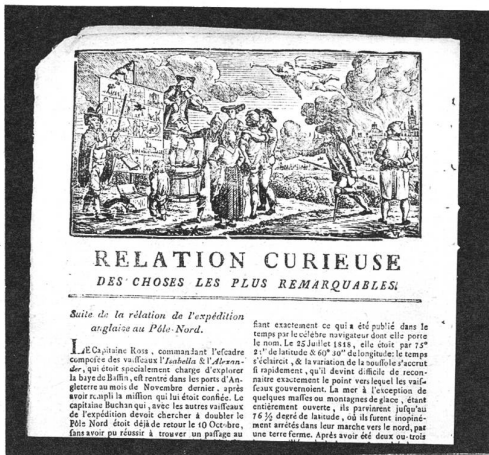 RELATION CURIEUSE
DES CHOSES LES PLUS REMARQUABLES.
Suite de la rélation de l'expédition
anglaise au Pôle-Nord.
LE Capitaine Ross, commandant l'escadre
composée des vaisseaux l'Isabella & l'Alexan-
der, qui étoit specialement chargé d'explorer
la baye de Baffin, est rentré dans les ports d'An-
gleterre au mois de Novembre dernier, après
avoir rempli la mission qui lui étoit confiée. Le
capitaine Buchan qui, avec les autres vaisseaux
de l'expédition devoit chercher à doubler le
Pôle Nord étoit déjà de retour le 10 Octobre,
sans avoir pu réussir à trouver un passage au
fiant exactement ce qui a été publié dans le
temps par le célèbre navigateur dont elle porte
le nom. Le 25 Juillet 1818, elle étoit par 75°
de latitude & 60° 30" de longitude: le temps
s'éclaircit, & la variation de la boussole s'accrut
si rapidement, qu'il devint difficile de recon-
naître exactement le point vers lequel les vais-
seaux gouvernoient. La mer à l'exception de
quelques masses ou montagnes de glace, étant
entiérement ouverte, ils parvinrent jusqu'au
76 ½ degré de latitude, où ils furent inopiné-
ment arrêtés dans leur marche vers le nord, par
une terre ferme. Après avoir été deux ou trois